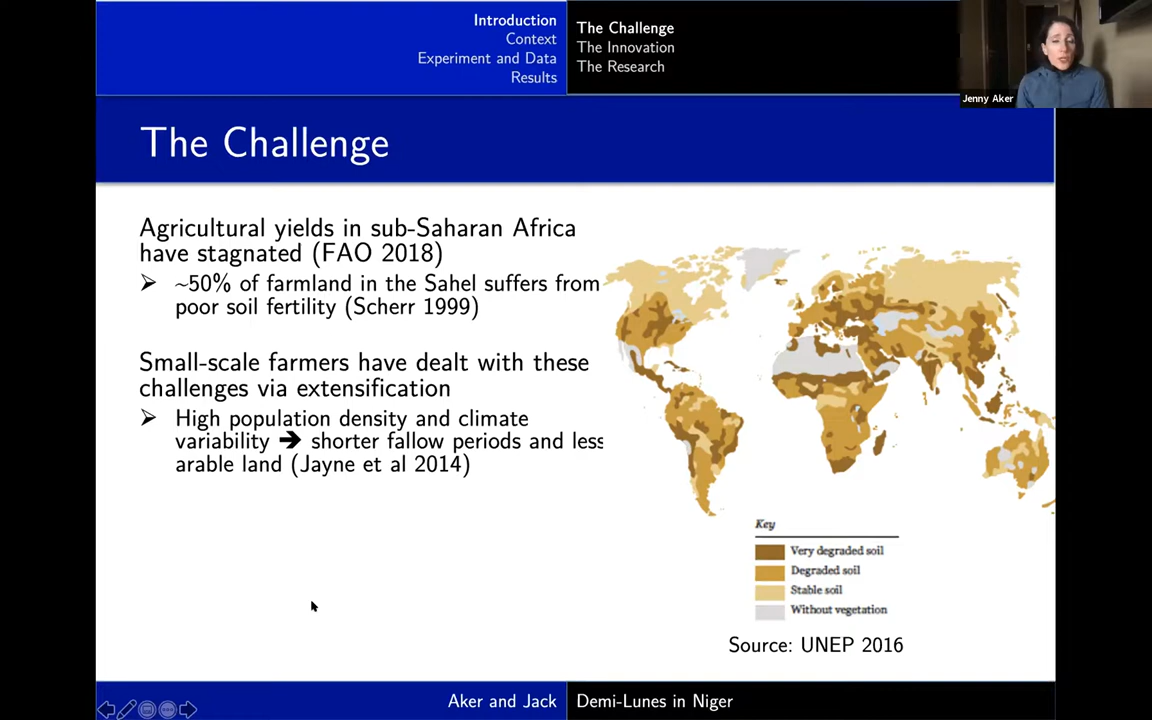 Introduction
Context
Experiment and Data
Results
The Challenge
The Innovation
The Research
Jenny Aker
The Challenge
Agricultural yields in sub-Saharan Africa
have stagnated (FAO 2018)
➢ ~50% of farmland in the Sahel suffers from
poor soil fertility (Scherr 1999)
Small-scale farmers have dealt with these
challenges via extensification
➢ High population density and climate
variability ➔ shorter fallow periods and less
arable land (Jayne et al 2014)
Key
Very degraded soil
Degraded soil
Stable soil
Without vegetation
Source: UNEP 2016
Aker and Jack
Demi-Lunes in Niger